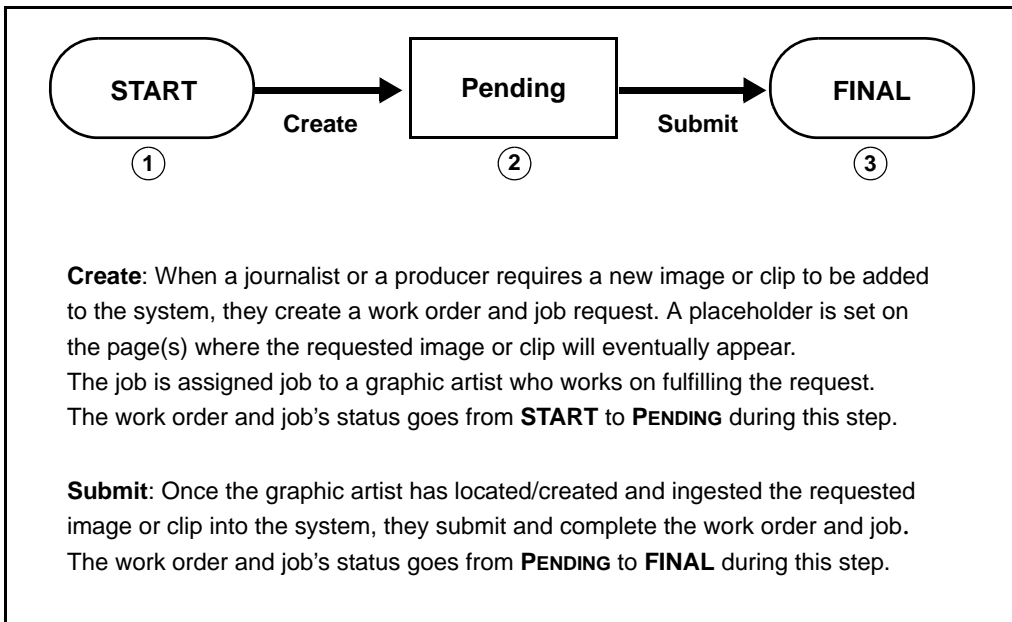 START
Pending
FINAL
Create
Submit
1
2
3
Create: When a journalist or a producer requires a new image or clip to be added
to the system, they create a work order and job request. A placeholder is set on
the page(s) where the requested image or clip will eventually appear.
The job is assigned job to a graphic artist who works on fulfilling the request.
The work order and job's status goes from START to PENDING during this step.
Submit: Once the graphic artist has located/created and ingested the requested
image or clip into the system, they submit and complete the work order and job.
The work order and job's status goes from PENDING to FINAL during this step.